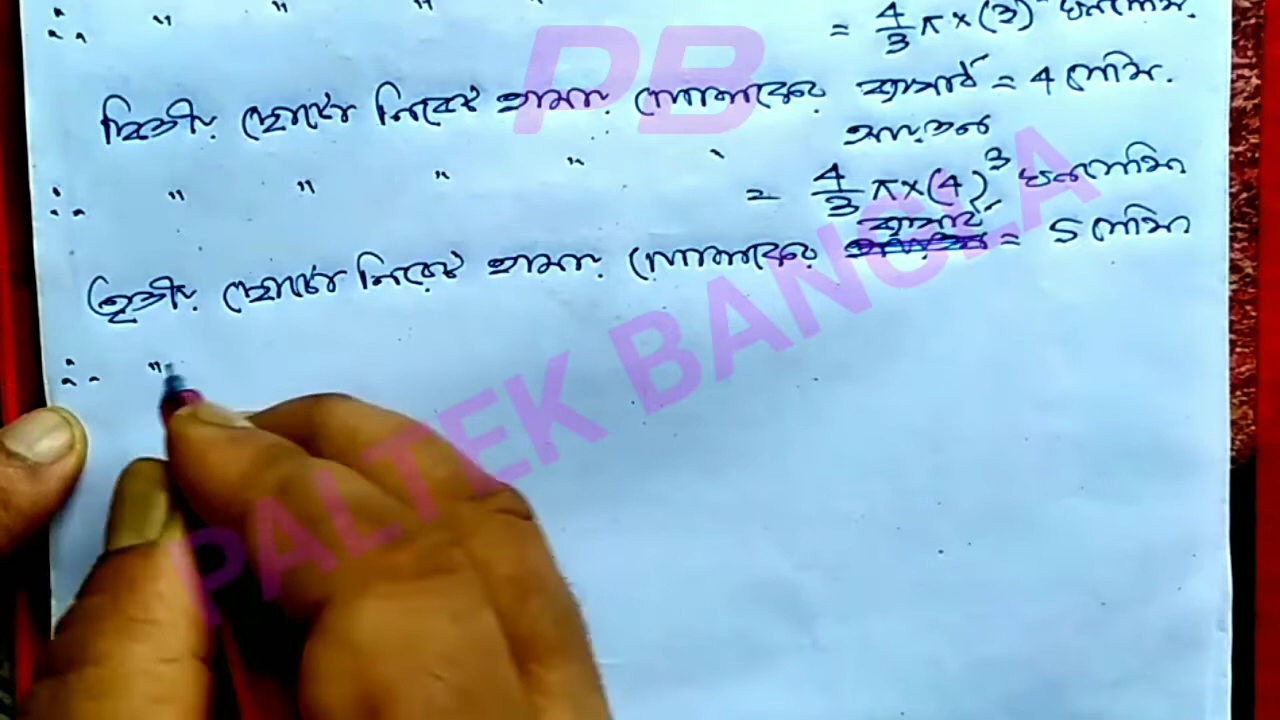 ∴ " " " = 4/3 π × (3)³ ঘনসেমি.
দ্বিতীয় ছোটো নিরেট তামার গোলকের ব্যাসার্ধ = 4 সেমি.
∴ " " " " " আয়তন = 4/3 π × (4)³ ঘনসেমি
তৃতীয় ছোটো নিরেট তামার গোলকের ব্যাসার্ধ = 5 সেমি
∴ "
PB
PALTEK BANGLA